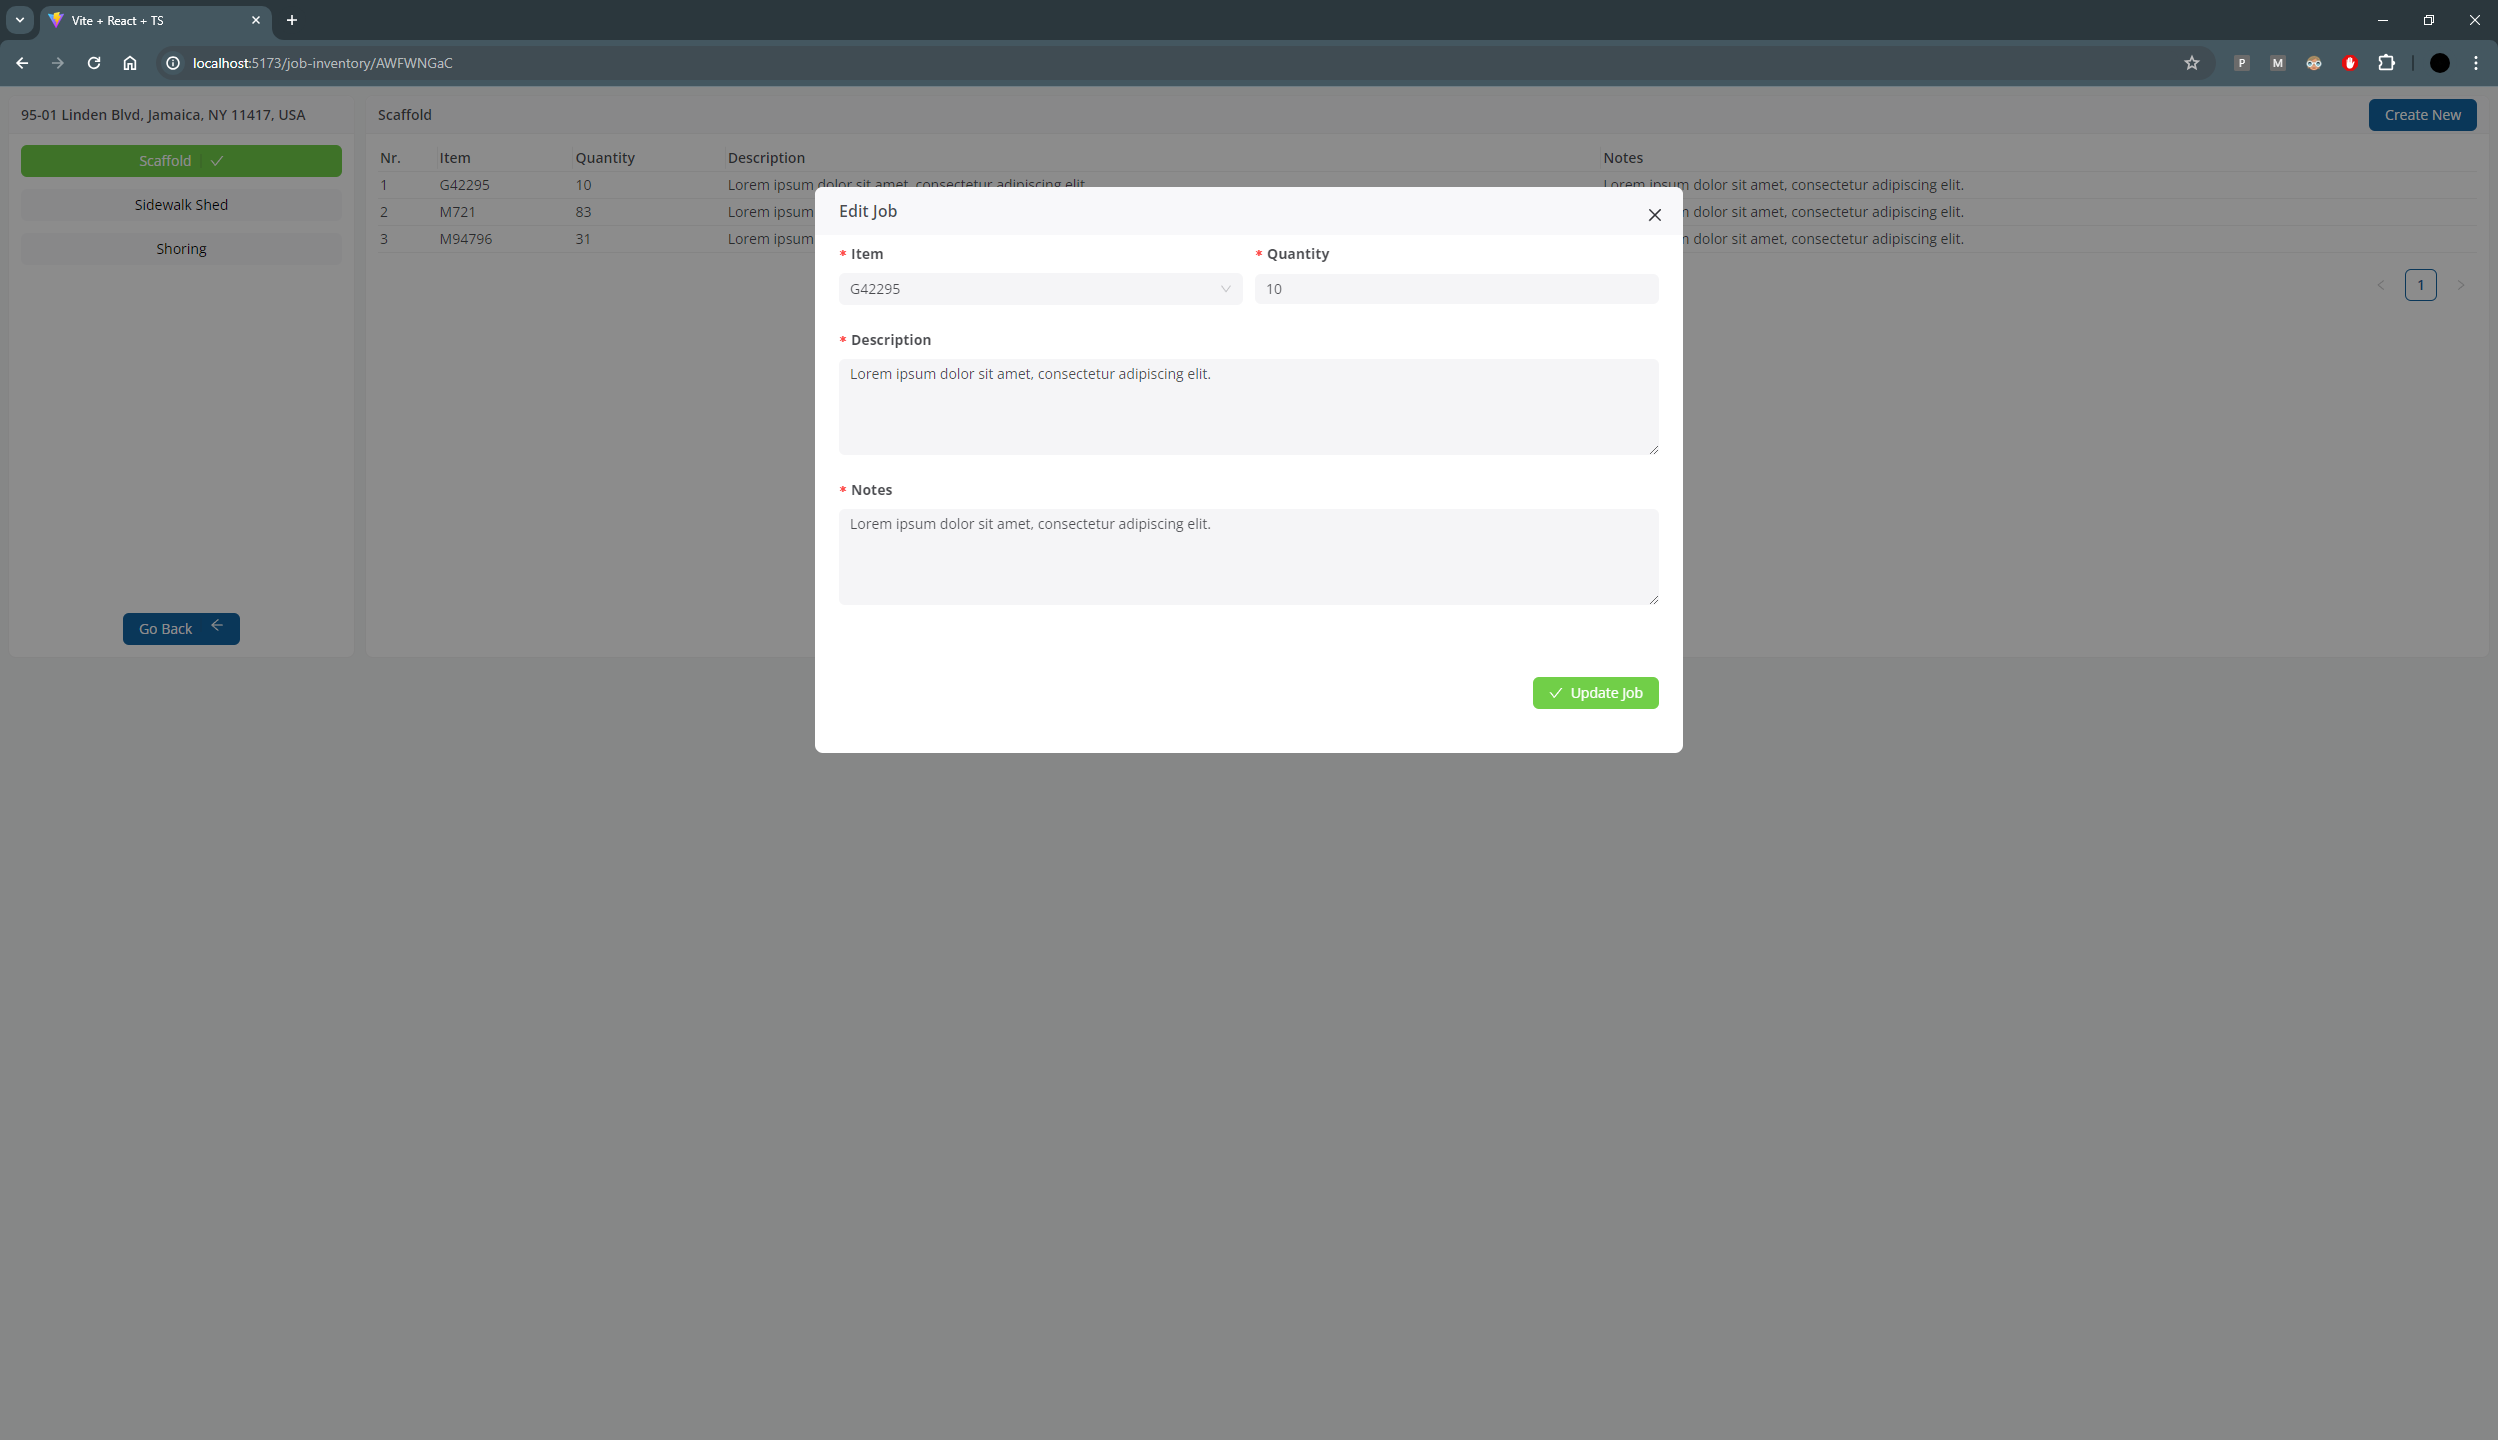 Vite + React + TS
localhost:5173/job-inventory/AWFWNGaC
P
M
95-01 Linden Blvd, Jamaica, NY 11417, USA
Scaffold
Sidewalk Shed
Shoring
Go Back
Scaffold
Create New
Nr. Item Quantity Description Notes
1 G42295 10 Lorem ipsum dolor sit amet, consectetur adipiscing elit. Lorem ipsum dolor sit amet, consectetur adipiscing elit.
2 M721 83 Lorem ipsum dolor sit amet, consectetur adipiscing elit.
3 M94796 31 Lorem ipsum dolor sit amet, consectetur adipiscing elit.
1
Edit Job
* Item
G42295
* Quantity
10
* Description
Lorem ipsum dolor sit amet, consectetur adipiscing elit.
* Notes
Lorem ipsum dolor sit amet, consectetur adipiscing elit.
Update Job